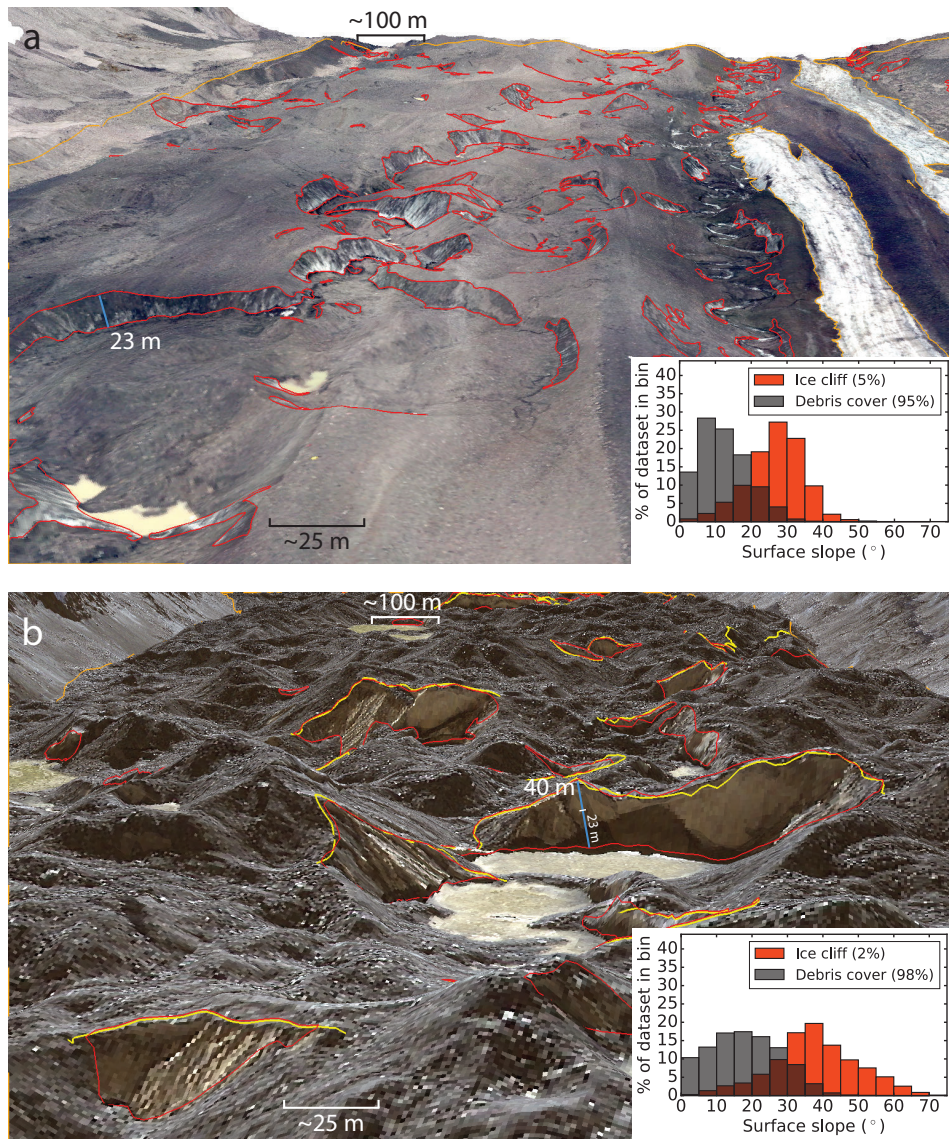 a
~100 m
23 m
~25 m
% of dataset in bin
40
35
30
25
20
15
10
5
0
Ice cliff (5%)
Debris cover (95%)
0 10 20 30 40 50 60 70
Surface slope (°)
b
~100 m
40 m
23 m
~25 m
% of dataset in bin
40
35
30
25
20
15
10
5
0
Ice cliff (2%)
Debris cover (98%)
0 10 20 30 40 50 60 70
Surface slope (°)